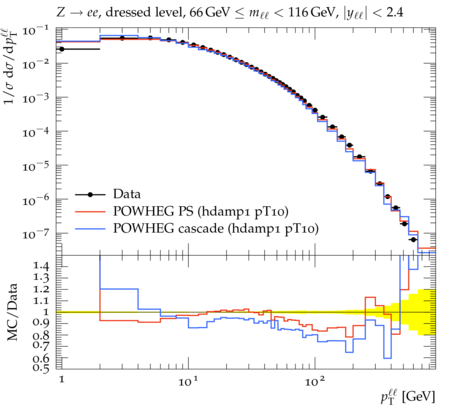 Z → ee, dressed level, 66 GeV ≤ mℓℓ < 116 GeV, |yℓℓ| < 2.4
1/σ dσ/dpTℓℓ
10−1
10−2
10−3
10−4
10−5
10−6
10−7
Data
POWHEG PS (hdamp1 pT10)
POWHEG cascade (hdamp1 pT10)
MC/Data
1.4
1.3
1.2
1.1
1
0.9
0.8
0.7
0.6
0.5
1 10 1 10 2
pTℓℓ [GeV]